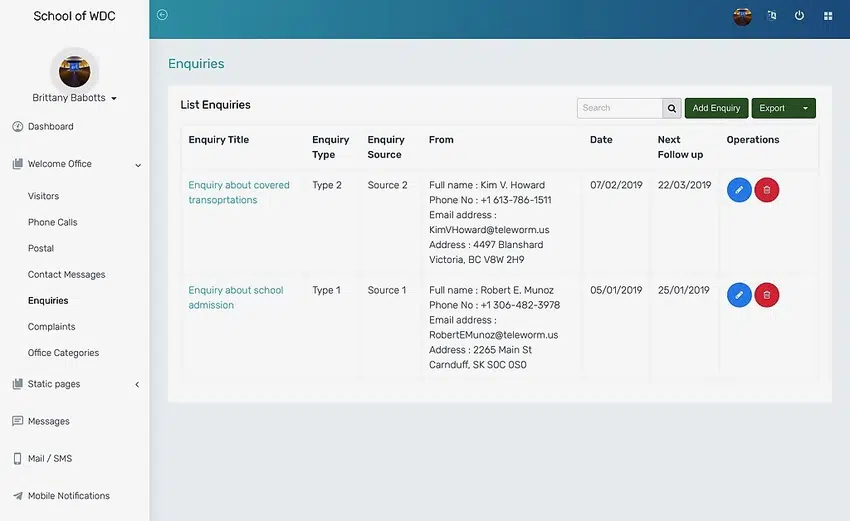 School of WDC
Brittany Babotts
Dashboard
Welcome Office
Visitors
Phone Calls
Postal
Contact Messages
Enquiries
Complaints
Office Categories
Static pages
Messages
Mail / SMS
Mobile Notifications
Enquiries
List Enquiries
Search
Add Enquiry
Export
Enquiry Title
Enquiry
Type
Enquiry
Source
From
Date
Next
Follow up
Operations
Enquiry about covered
transoprtations
Type 2
Source 2
Full name : Kim V. Howard
Phone No : +1 613-786-1511
Email address :
KimVHoward@teleworm.us
Address : 4497 Blanshard
Victoria, BC V8W 2H9
07/02/2019
22/03/2019
Enquiry about school
admission
Type 1
Source 1
Full name : Robert E. Munoz
Phone No : +1 306-482-3978
Email address :
RobertEMunoz@teleworm.us
Address : 2265 Main St
Carnduff, SK S0C 0S0
05/01/2019
25/01/2019